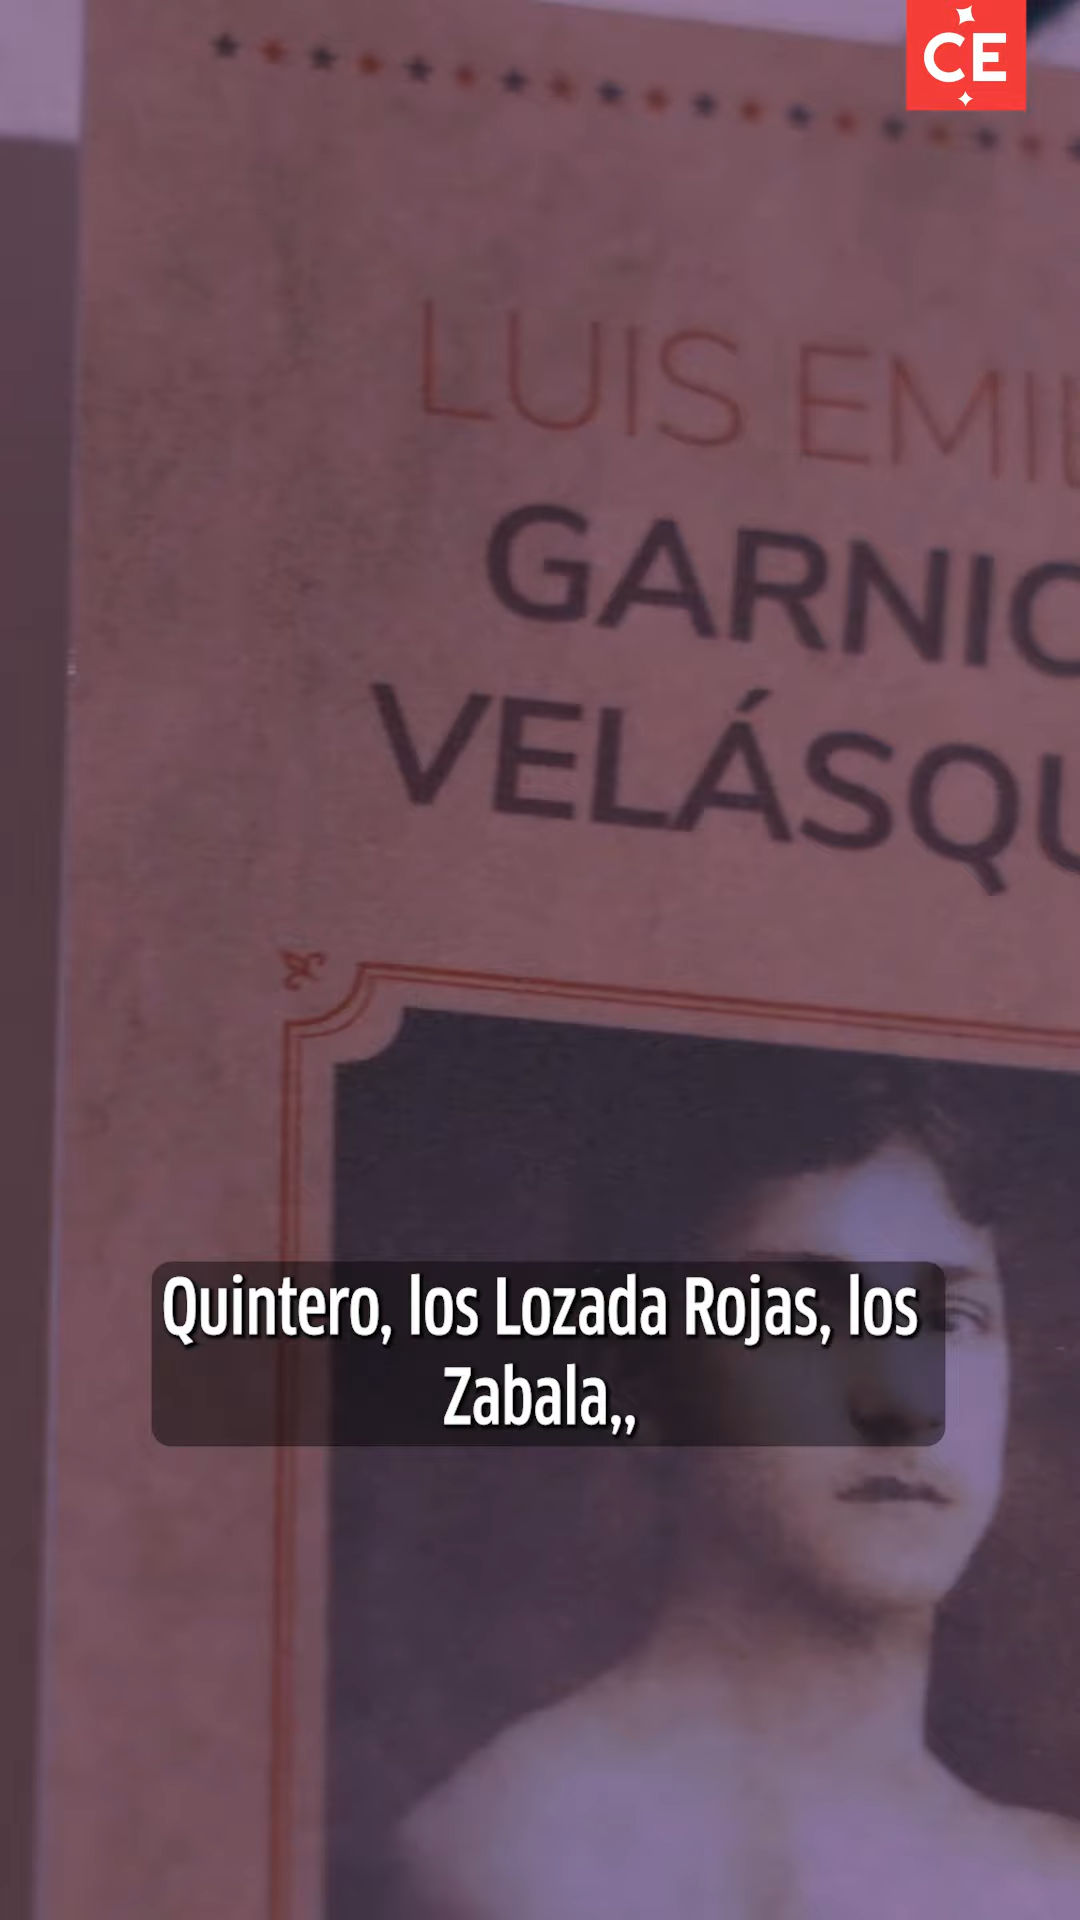 CE
LUIS EMI
GARNIC
VELÁSQU
Quintero, los Lozada Rojas, los
Zabala,,